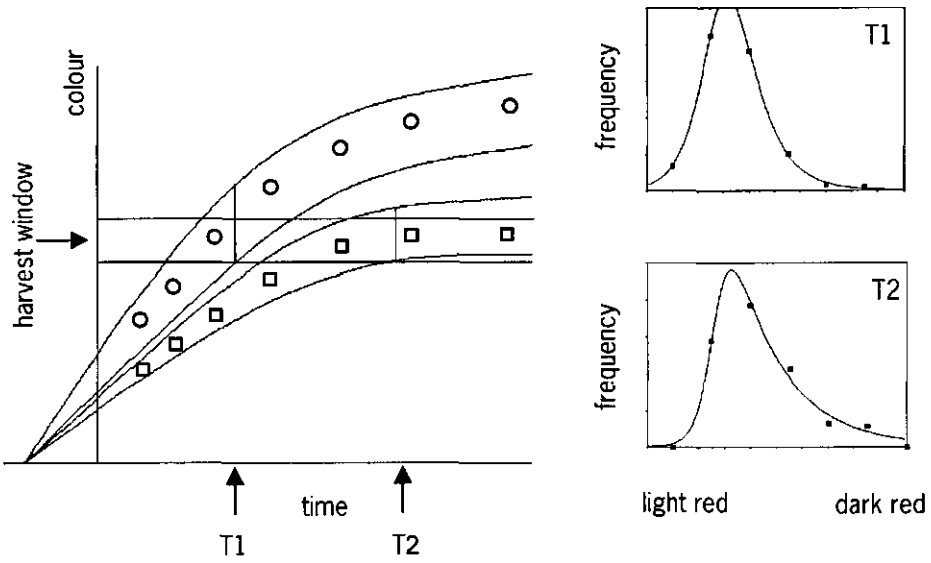 colour
harvest window
T1
time
T2
frequency
T1
frequency
T2
light red
dark red